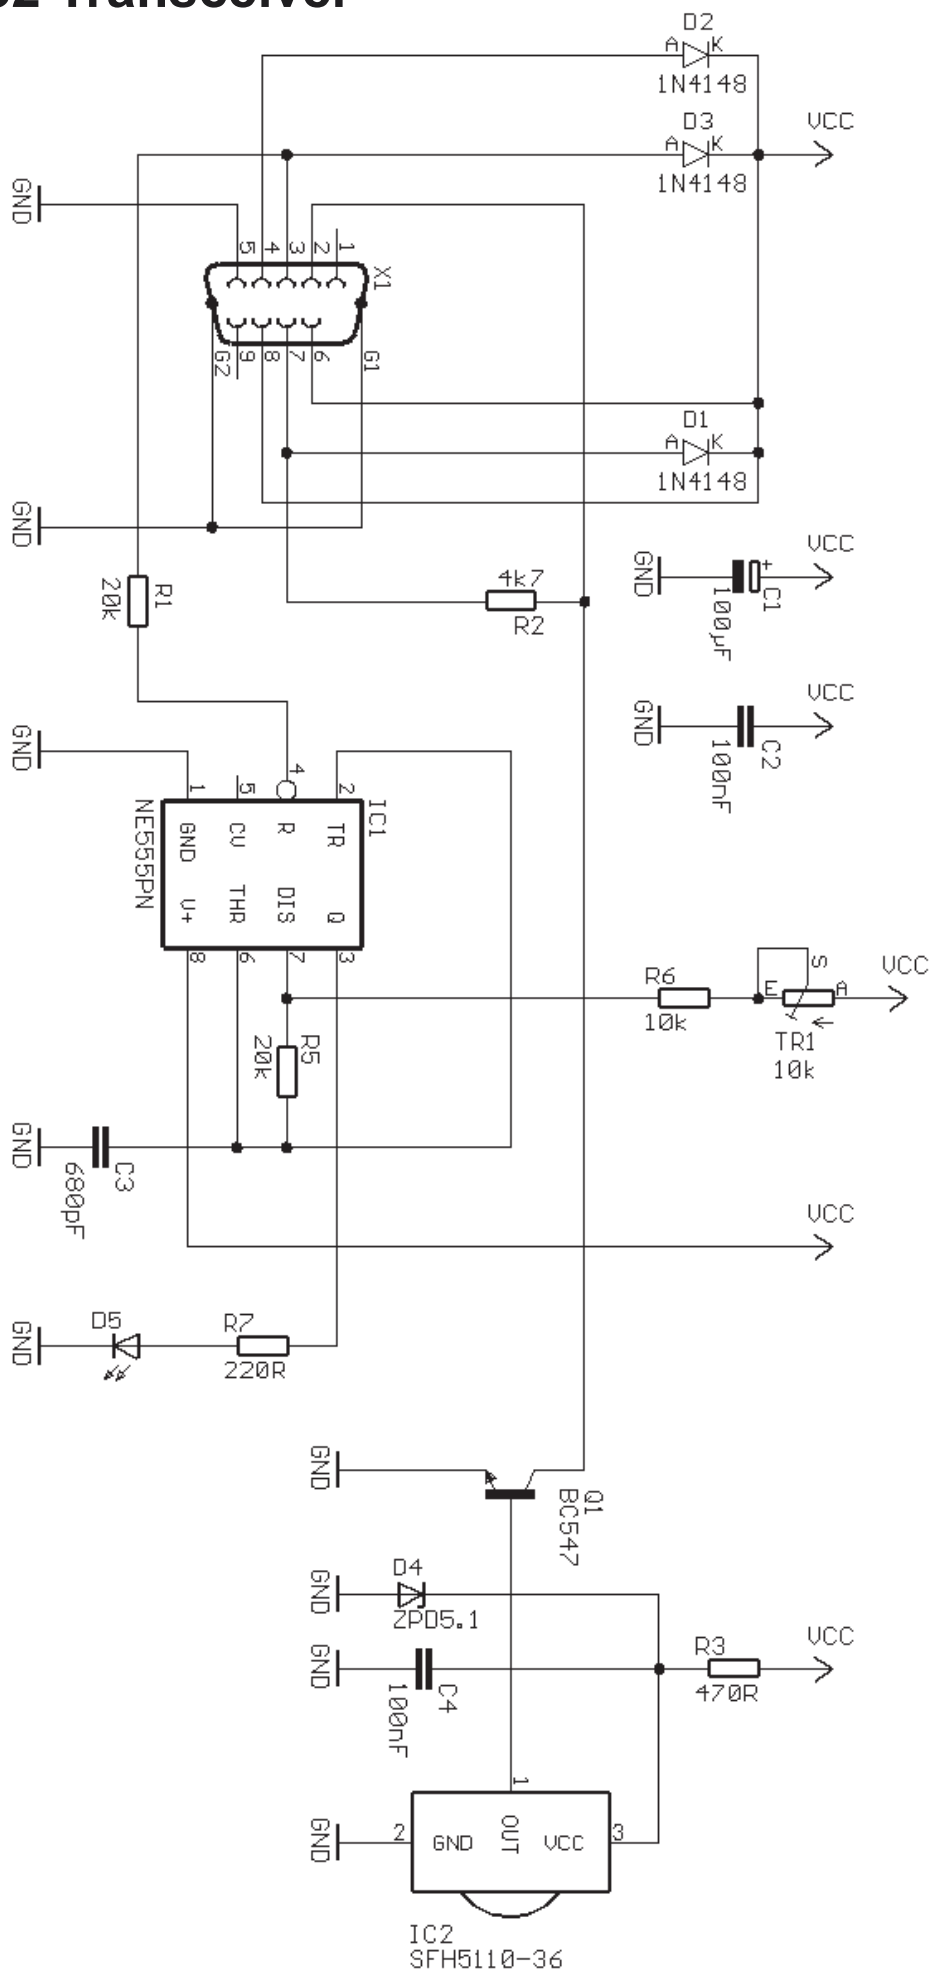 32 Transceiver
D2
A K
1N4148
D3
A K
1N4148
VCC
GND
5 4 3 2 1
X1
G2 9 8 7 6 G1
D1
A K
1N4148
GND
VCC
GND
+
C1
100µF
R1
20k
4k7
R2
VCC
GND
C2
100nF
GND
1 5 4 2
IC1
NE555PN
GND CV R TR
V+ THR DIS Q
8 6 7 3
R6
10k
S
E A
VCC
TR1
10k
R5
20k
GND
C3
680pF
VCC
GND
D5
R7
220R
GND
Q1
BC547
GND
D4
ZPD5.1
GND
C4
100nF
R3
470R
VCC
1
GND
2
GND OUT VCC
3
IC2
SFH5110-36